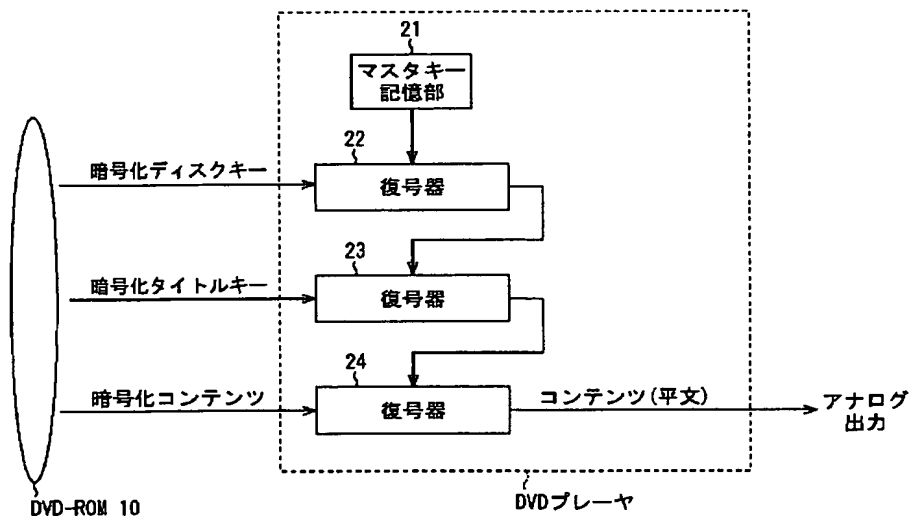 21
マスタキー
記憶部
22
暗号化ディスクキー
復号器
23
暗号化タイトルキー
復号器
24
暗号化コンテンツ
復号器
コンテンツ(平文)
アナログ
出力
DVD-ROM 10
DVDプレーヤ